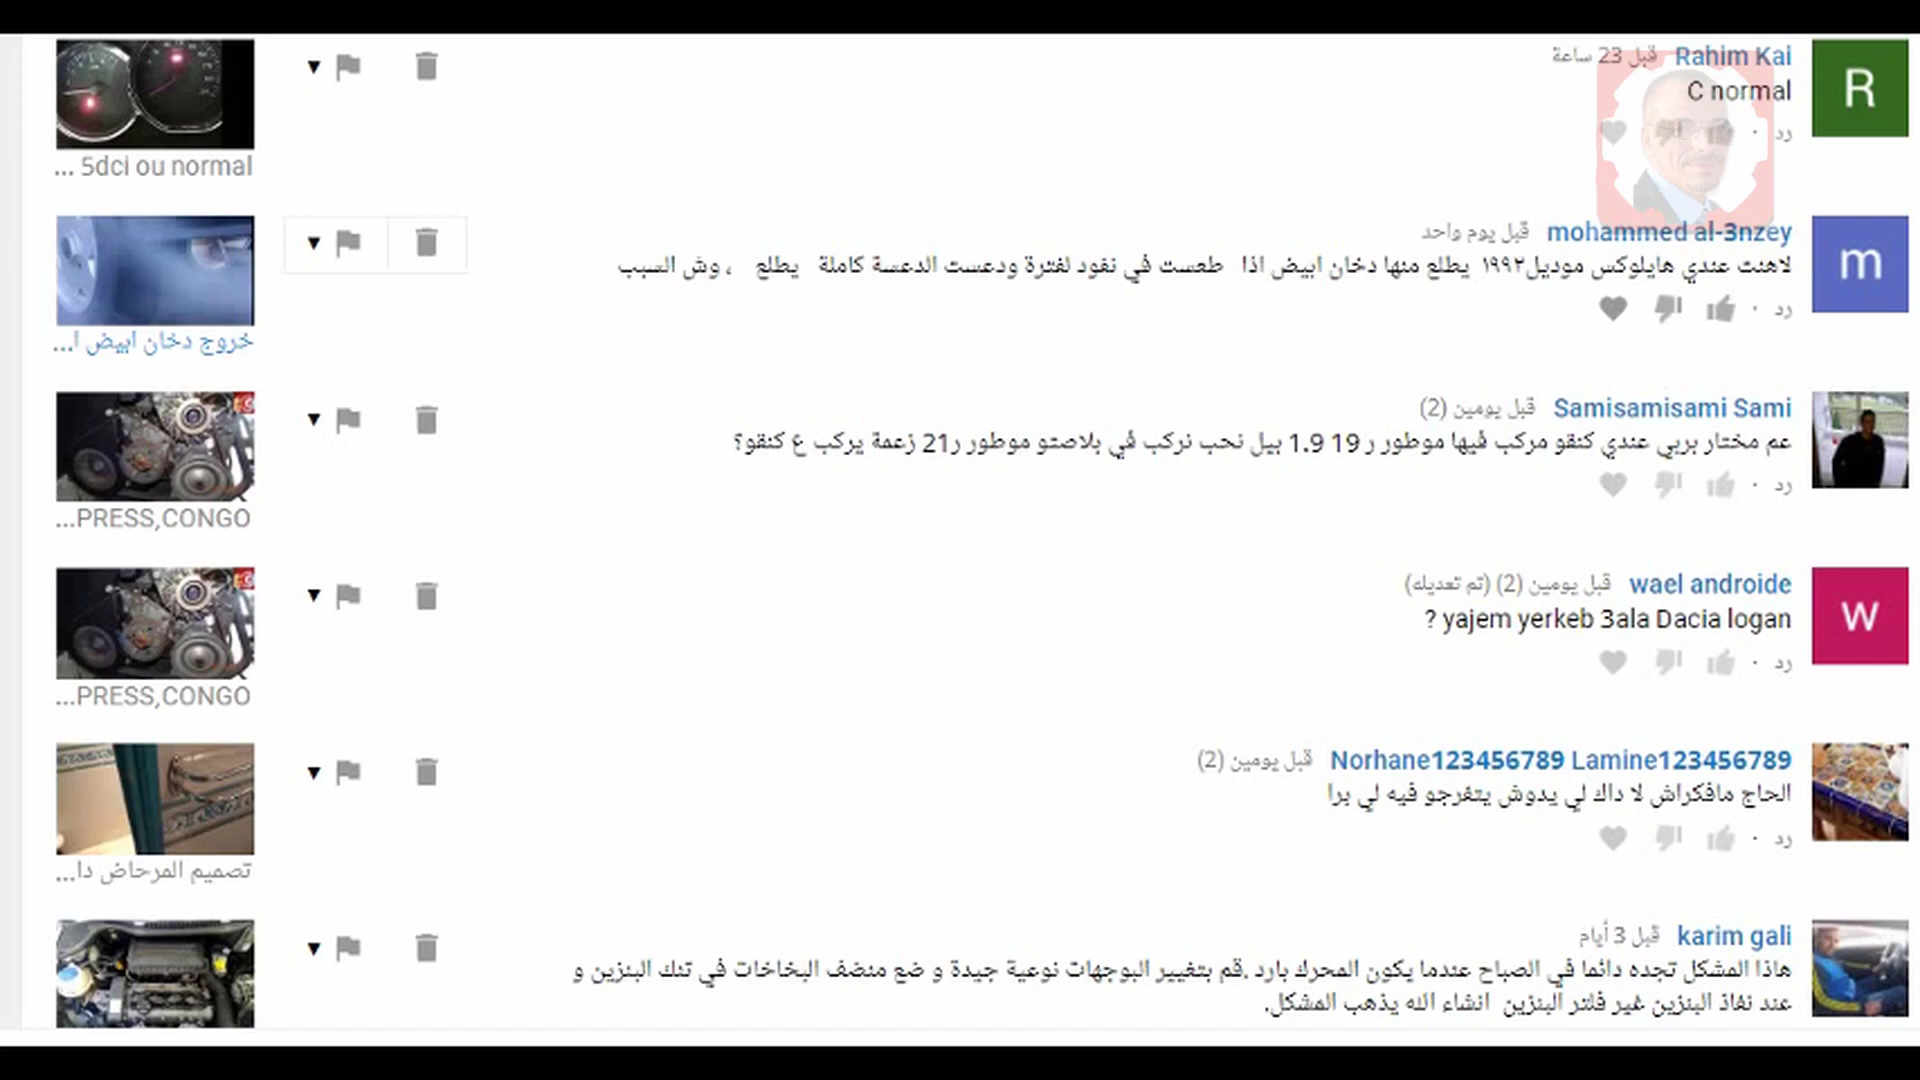 Rahim Kai قبل 23 ساعة
R
C normal
رد
... 5dci ou normal
mohammed al-3nzey قبل يوم واحد
m
لاهنت عندي هايلوكس موديل١٩٩٢ يطلع منها دخان ابيض اذا طعست في نفود لفترة ودعست الدعسة كاملة يطلع ، وش السبب
رد
خروج دخان ابيض ا...
Samisamisami Sami قبل يومين (2)
عم مختار بربي عندي كنقو مركب فيها موطور ر 19 1.9 بيل نحب نركب في بلاصتو موطور ر21 زعمة يركب ع كنقو؟
رد
...PRESS,CONGO
wael androide قبل يومين (2) (تم تعديله)
w
? yajem yerkeb 3ala Dacia logan
رد
...PRESS,CONGO
Norhane123456789 Lamine123456789 قبل يومين (2)
الحاج مافكراش لا داك لي يدوش يتفرجو فيه لي برا
رد
تصميم المرحاض دا...
karim gali قبل 3 أيام
هاذا المشكل تجده دائما في الصباح عندما يكون المحرك بارد .قم بتغيير البوجهات نوعية جيدة و ضع منضف البخاخات في تنك البنزين و
عند نفاذ البنزين غير فلتر البنزين انشاء الله يذهب المشكل.